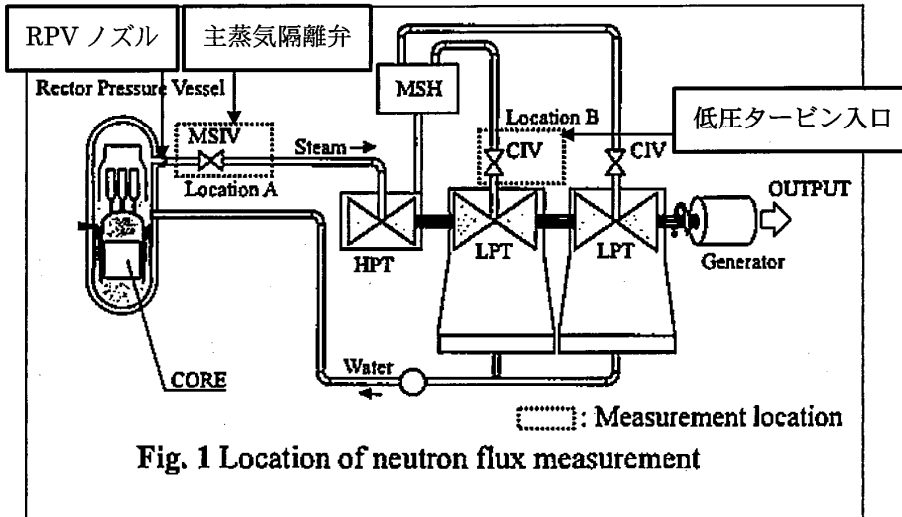 RPV ノズル
主蒸気隔離弁
Rector Pressure Vessel
MSH
MSIV
Location B
低圧タービン入口
Steam
CIV
CIV
Location A
OUTPUT
HPT
LPT
LPT
Generator
Water
CORE
: Measurement location
Fig. 1 Location of neutron flux measurement